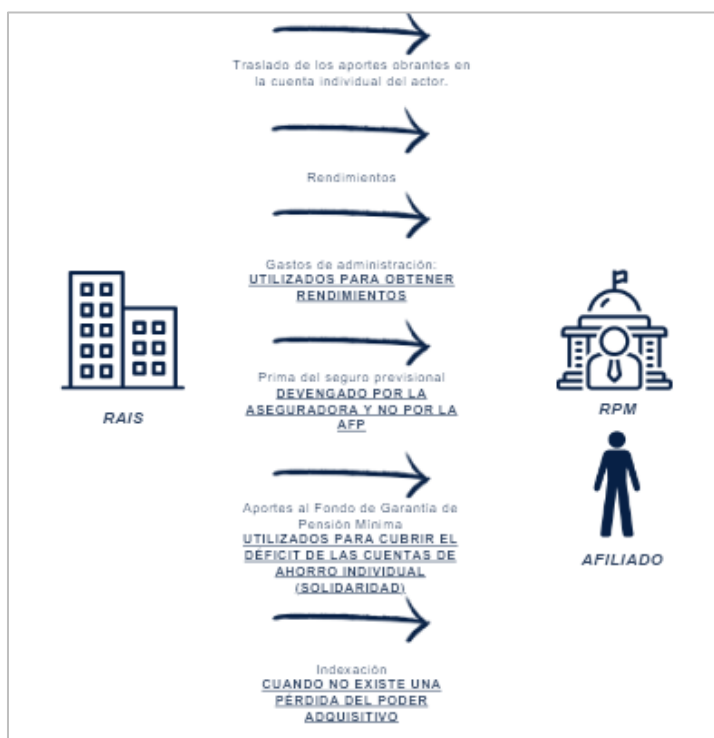 Traslado de los aportes obrantes en
la cuenta individual del actor.
Rendimientos
Gastos de administración:
UTILIZADOS PARA OBTENER
RENDIMIENTOS
Prima del seguro previsional
DEVENGADO POR LA
ASEGURADORA Y NO POR LA
AFP
Aportes al Fondo de Garantía de
Pensión Mínima
UTILIZADOS PARA CUBRIR EL
DÉFICIT DE LAS CUENTAS DE
AHORRO INDIVIDUAL
(SOLIDARIDAD)
Indexación
CUANDO NO EXISTE UNA
PÉRDIDA DEL PODER
ADQUISITIVO
RAIS
RPM
AFILIADO